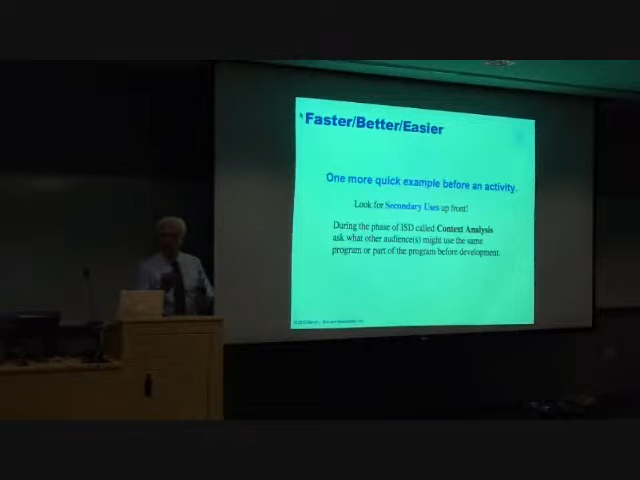 Faster/Better/Easier
One more quick example before an activity.
Look for Secondary Uses up front!
During the phase of ISD called Context Analysis
ask what other audience(s) might use the same
program or part of the program before development.